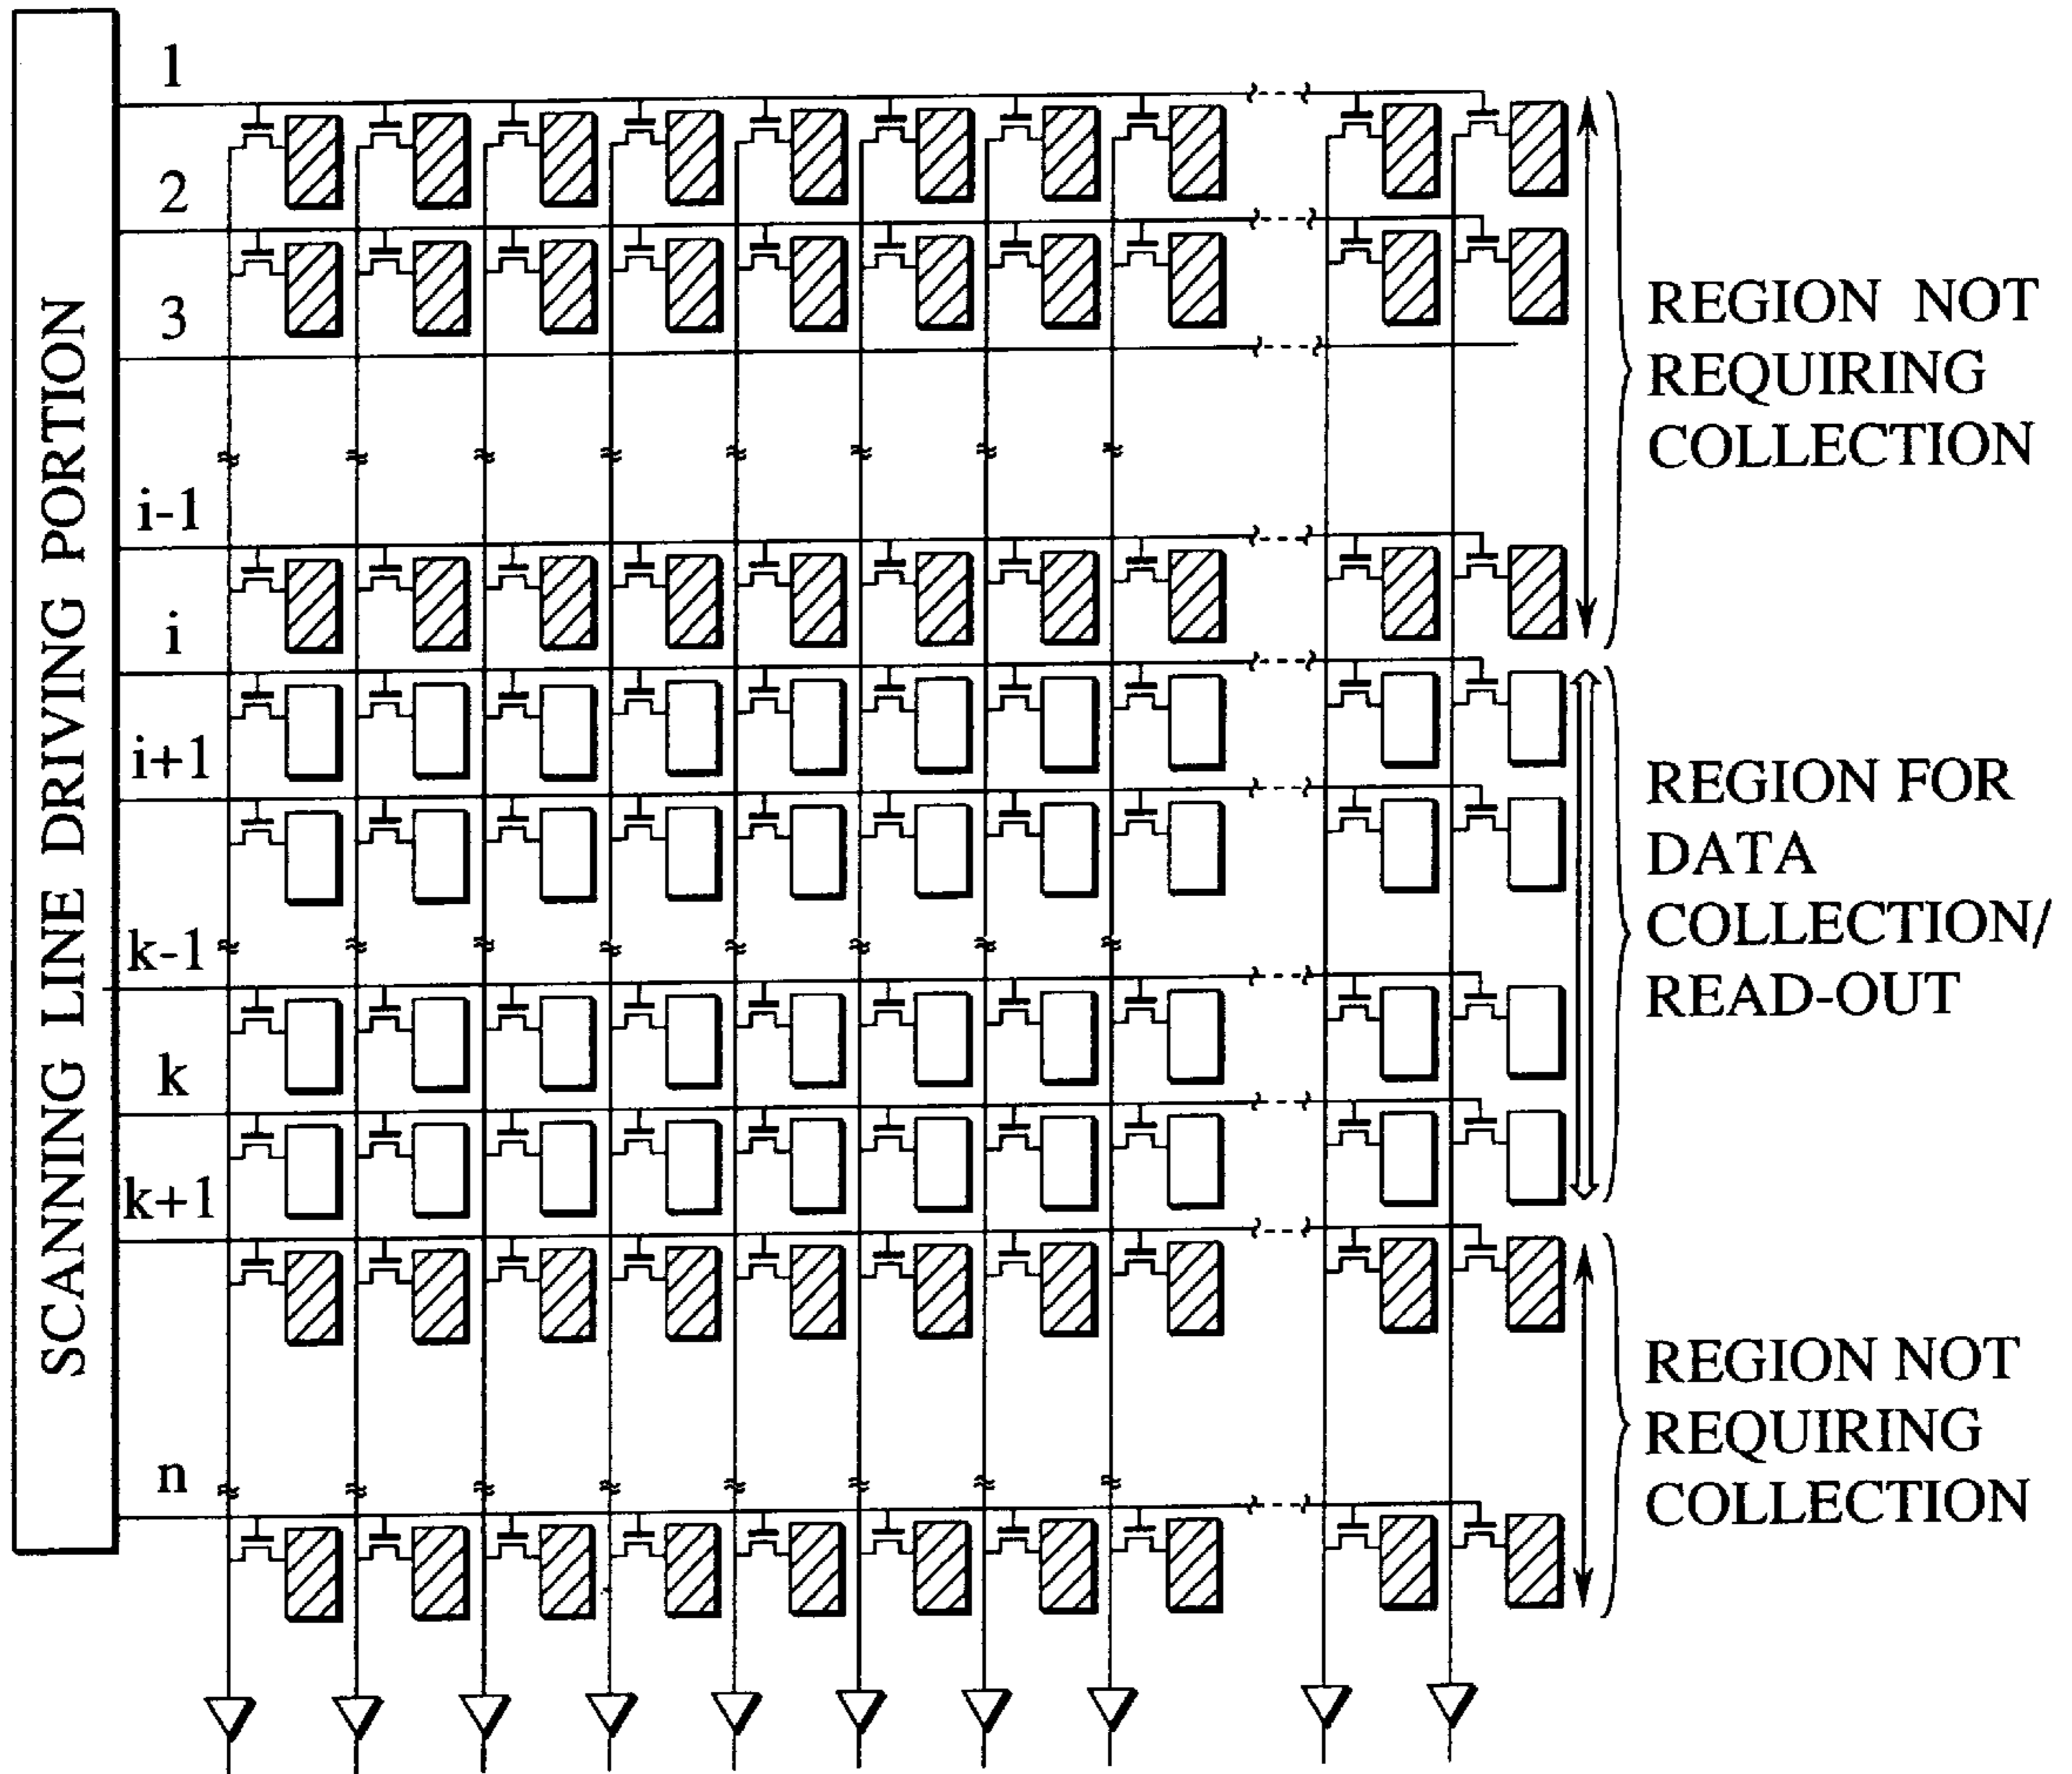 SCANNING LINE DRIVING PORTION
1
2
3
i-1
i
i+1
k-1
k
k+1
n
REGION NOT
REQUIRING
COLLECTION
REGION FOR
DATA
COLLECTION/
READ-OUT
REGION NOT
REQUIRING
COLLECTION